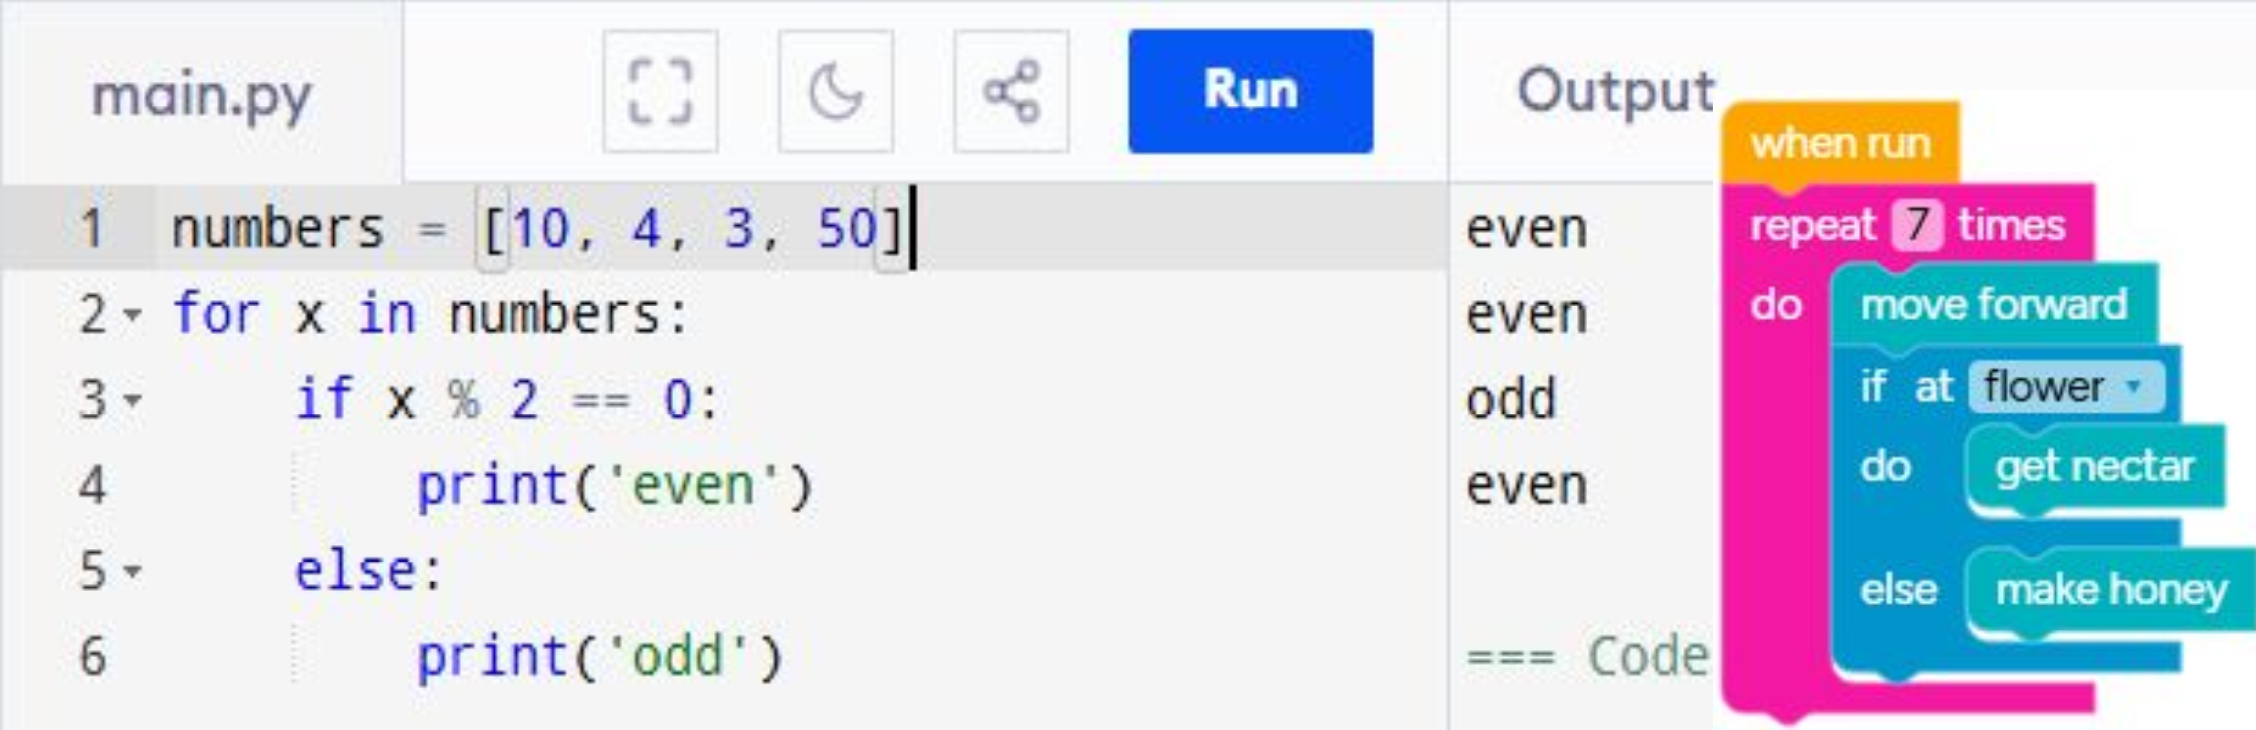 main.py
Run
Output
1 numbers = [10, 4, 3, 50]
2 for x in numbers:
3 if x % 2 == 0:
4 print('even')
5 else:
6 print('odd')
even
even
odd
even
=== Code
when run
repeat 7 times
do move forward
if at flower
do get nectar
else make honey